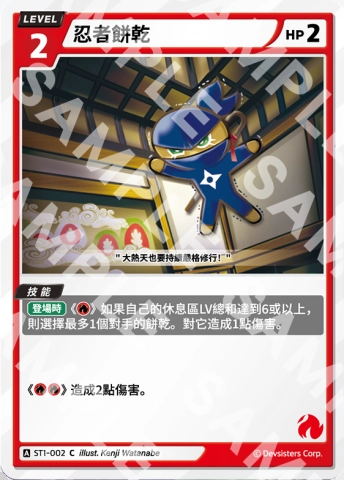 LEVEL
2
忍者餅乾
HP 2
SAMPLE
"大熱天也要持續嚴格修行!"
技能
登場時 《🔥》如果自己的休息區LV總和達到6或以上,
則選擇最多1個對手的餅乾。對它造成1點傷害。
《🔥🔥》造成2點傷害。
A ST1-002 C illust. Kenji Watanabe
© Devsisters Corp.